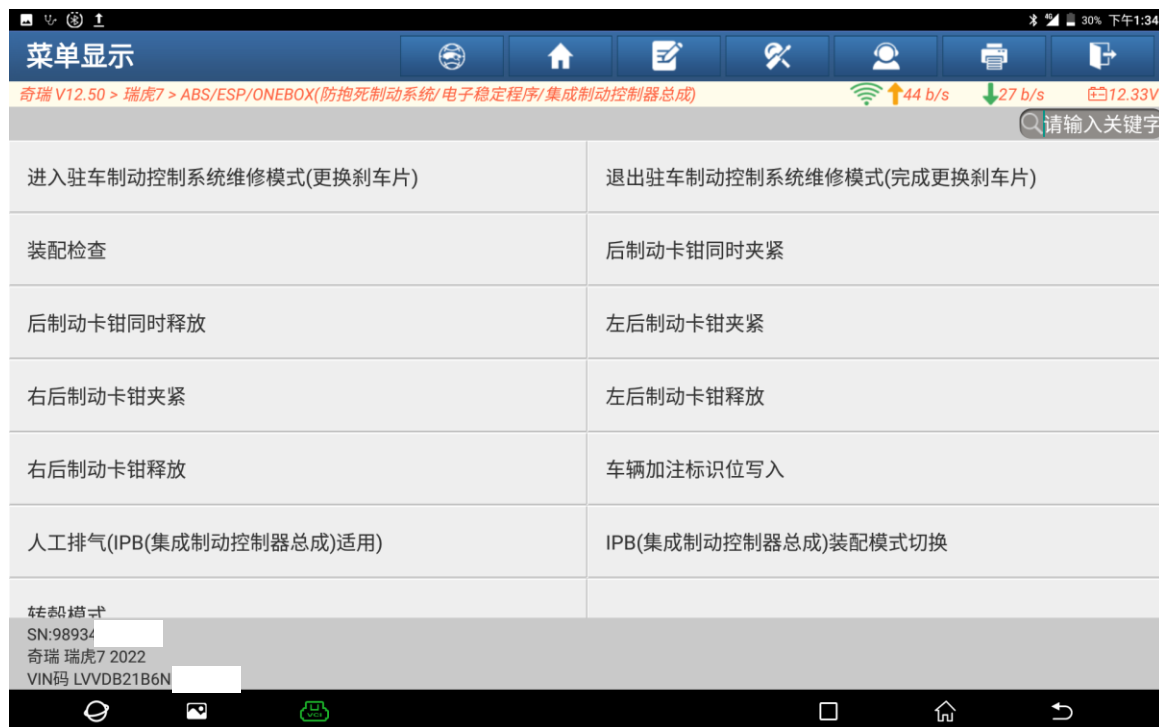 30% 下午1:34
菜单显示
奇瑞 V12.50 > 瑞虎7 > ABS/ESP/ONEBOX(防抱死制动系统/电子稳定程序/集成制动控制器总成) 44 b/s 27 b/s 12.33V
请输入关键字
进入驻车制动控制系统维修模式(更换刹车片) 退出驻车制动控制系统维修模式(完成更换刹车片)
装配检查 后制动卡钳同时夹紧
后制动卡钳同时释放 左后制动卡钳夹紧
右后制动卡钳夹紧 左后制动卡钳释放
右后制动卡钳释放 车辆加注标识位写入
人工排气(IPB(集成制动控制器总成)适用) IPB(集成制动控制器总成)装配模式切换
转毂模式
SN:98934
奇瑞 瑞虎7 2022
VIN码 LVVDB21B6N
VCI